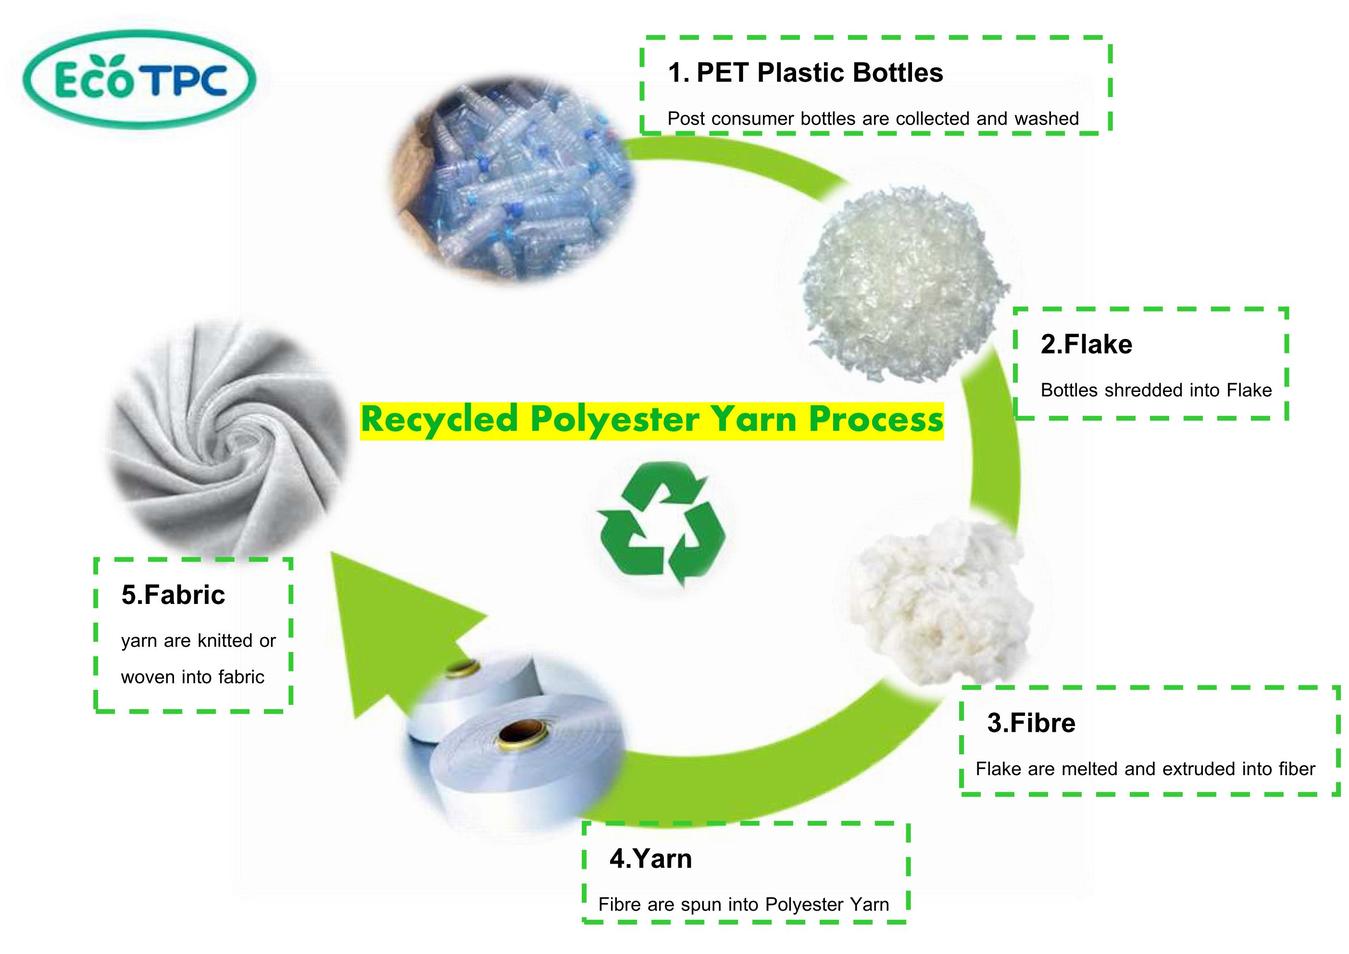 EcoTPC
1. PET Plastic Bottles
Post consumer bottles are collected and washed
2.Flake
Bottles shredded into Flake
Recycled Polyester Yarn Process
3.Fibre
Flake are melted and extruded into fiber
4.Yarn
Fibre are spun into Polyester Yarn
5.Fabric
yarn are knitted or
woven into fabric